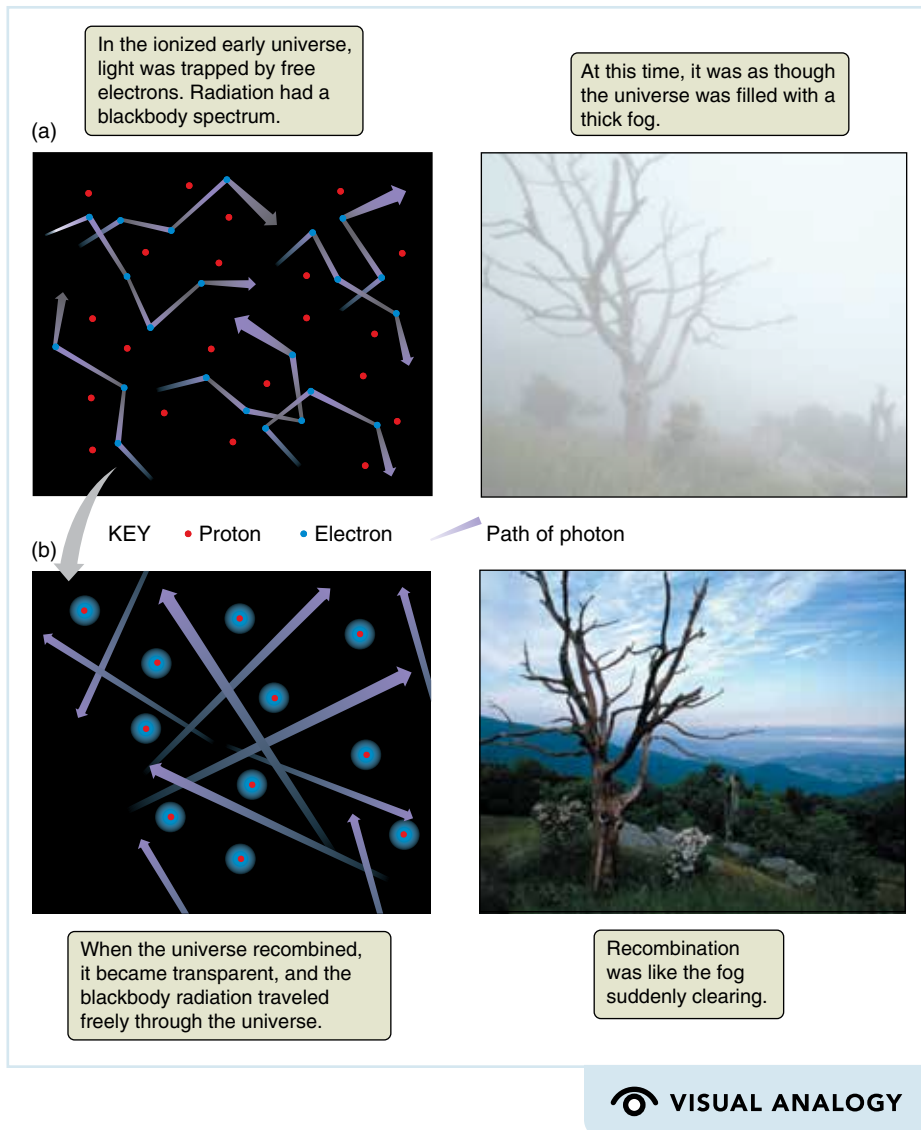 In the ionized early universe,
light was trapped by free
electrons. Radiation had a
blackbody spectrum.
At this time, it was as though
the universe was filled with a
thick fog.
(a)
KEY • Proton • Electron Path of photon
(b)
When the universe recombined,
it became transparent, and the
blackbody radiation traveled
freely through the universe.
Recombination
was like the fog
suddenly clearing.
VISUAL ANALOGY